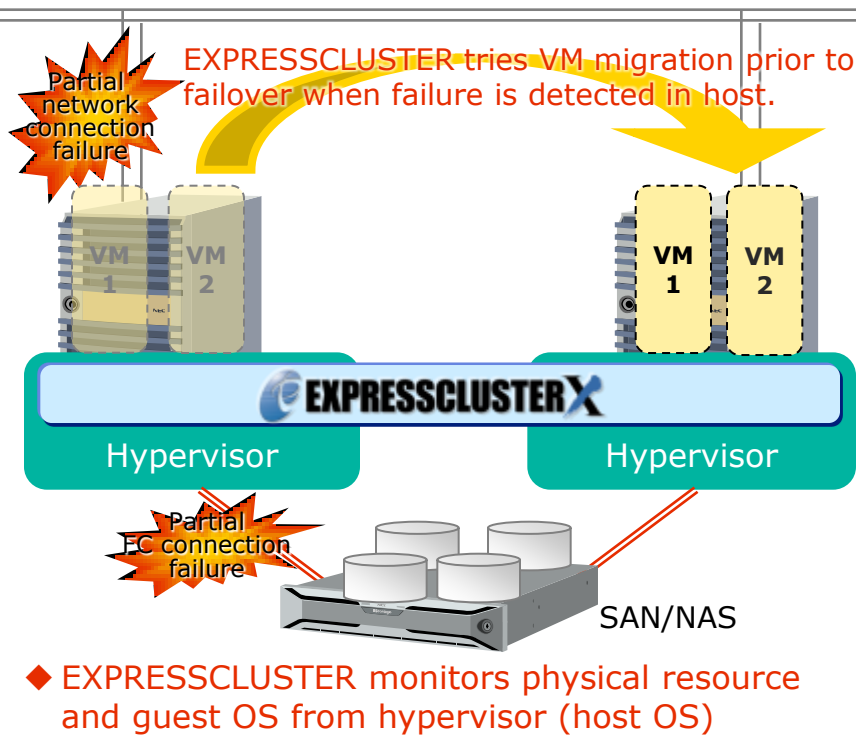 EXPRESSCLUSTER tries VM migration prior to
failover when failure is detected in host.
Partial
network
connection
failure
VM
1
VM
2
NEC
VM
1
VM
2
EXPRESSCLUSTER X
Hypervisor
Hypervisor
Partial
FC connection
failure
SAN/NAS
EXPRESSCLUSTER monitors physical resource
and guest OS from hypervisor (host OS)